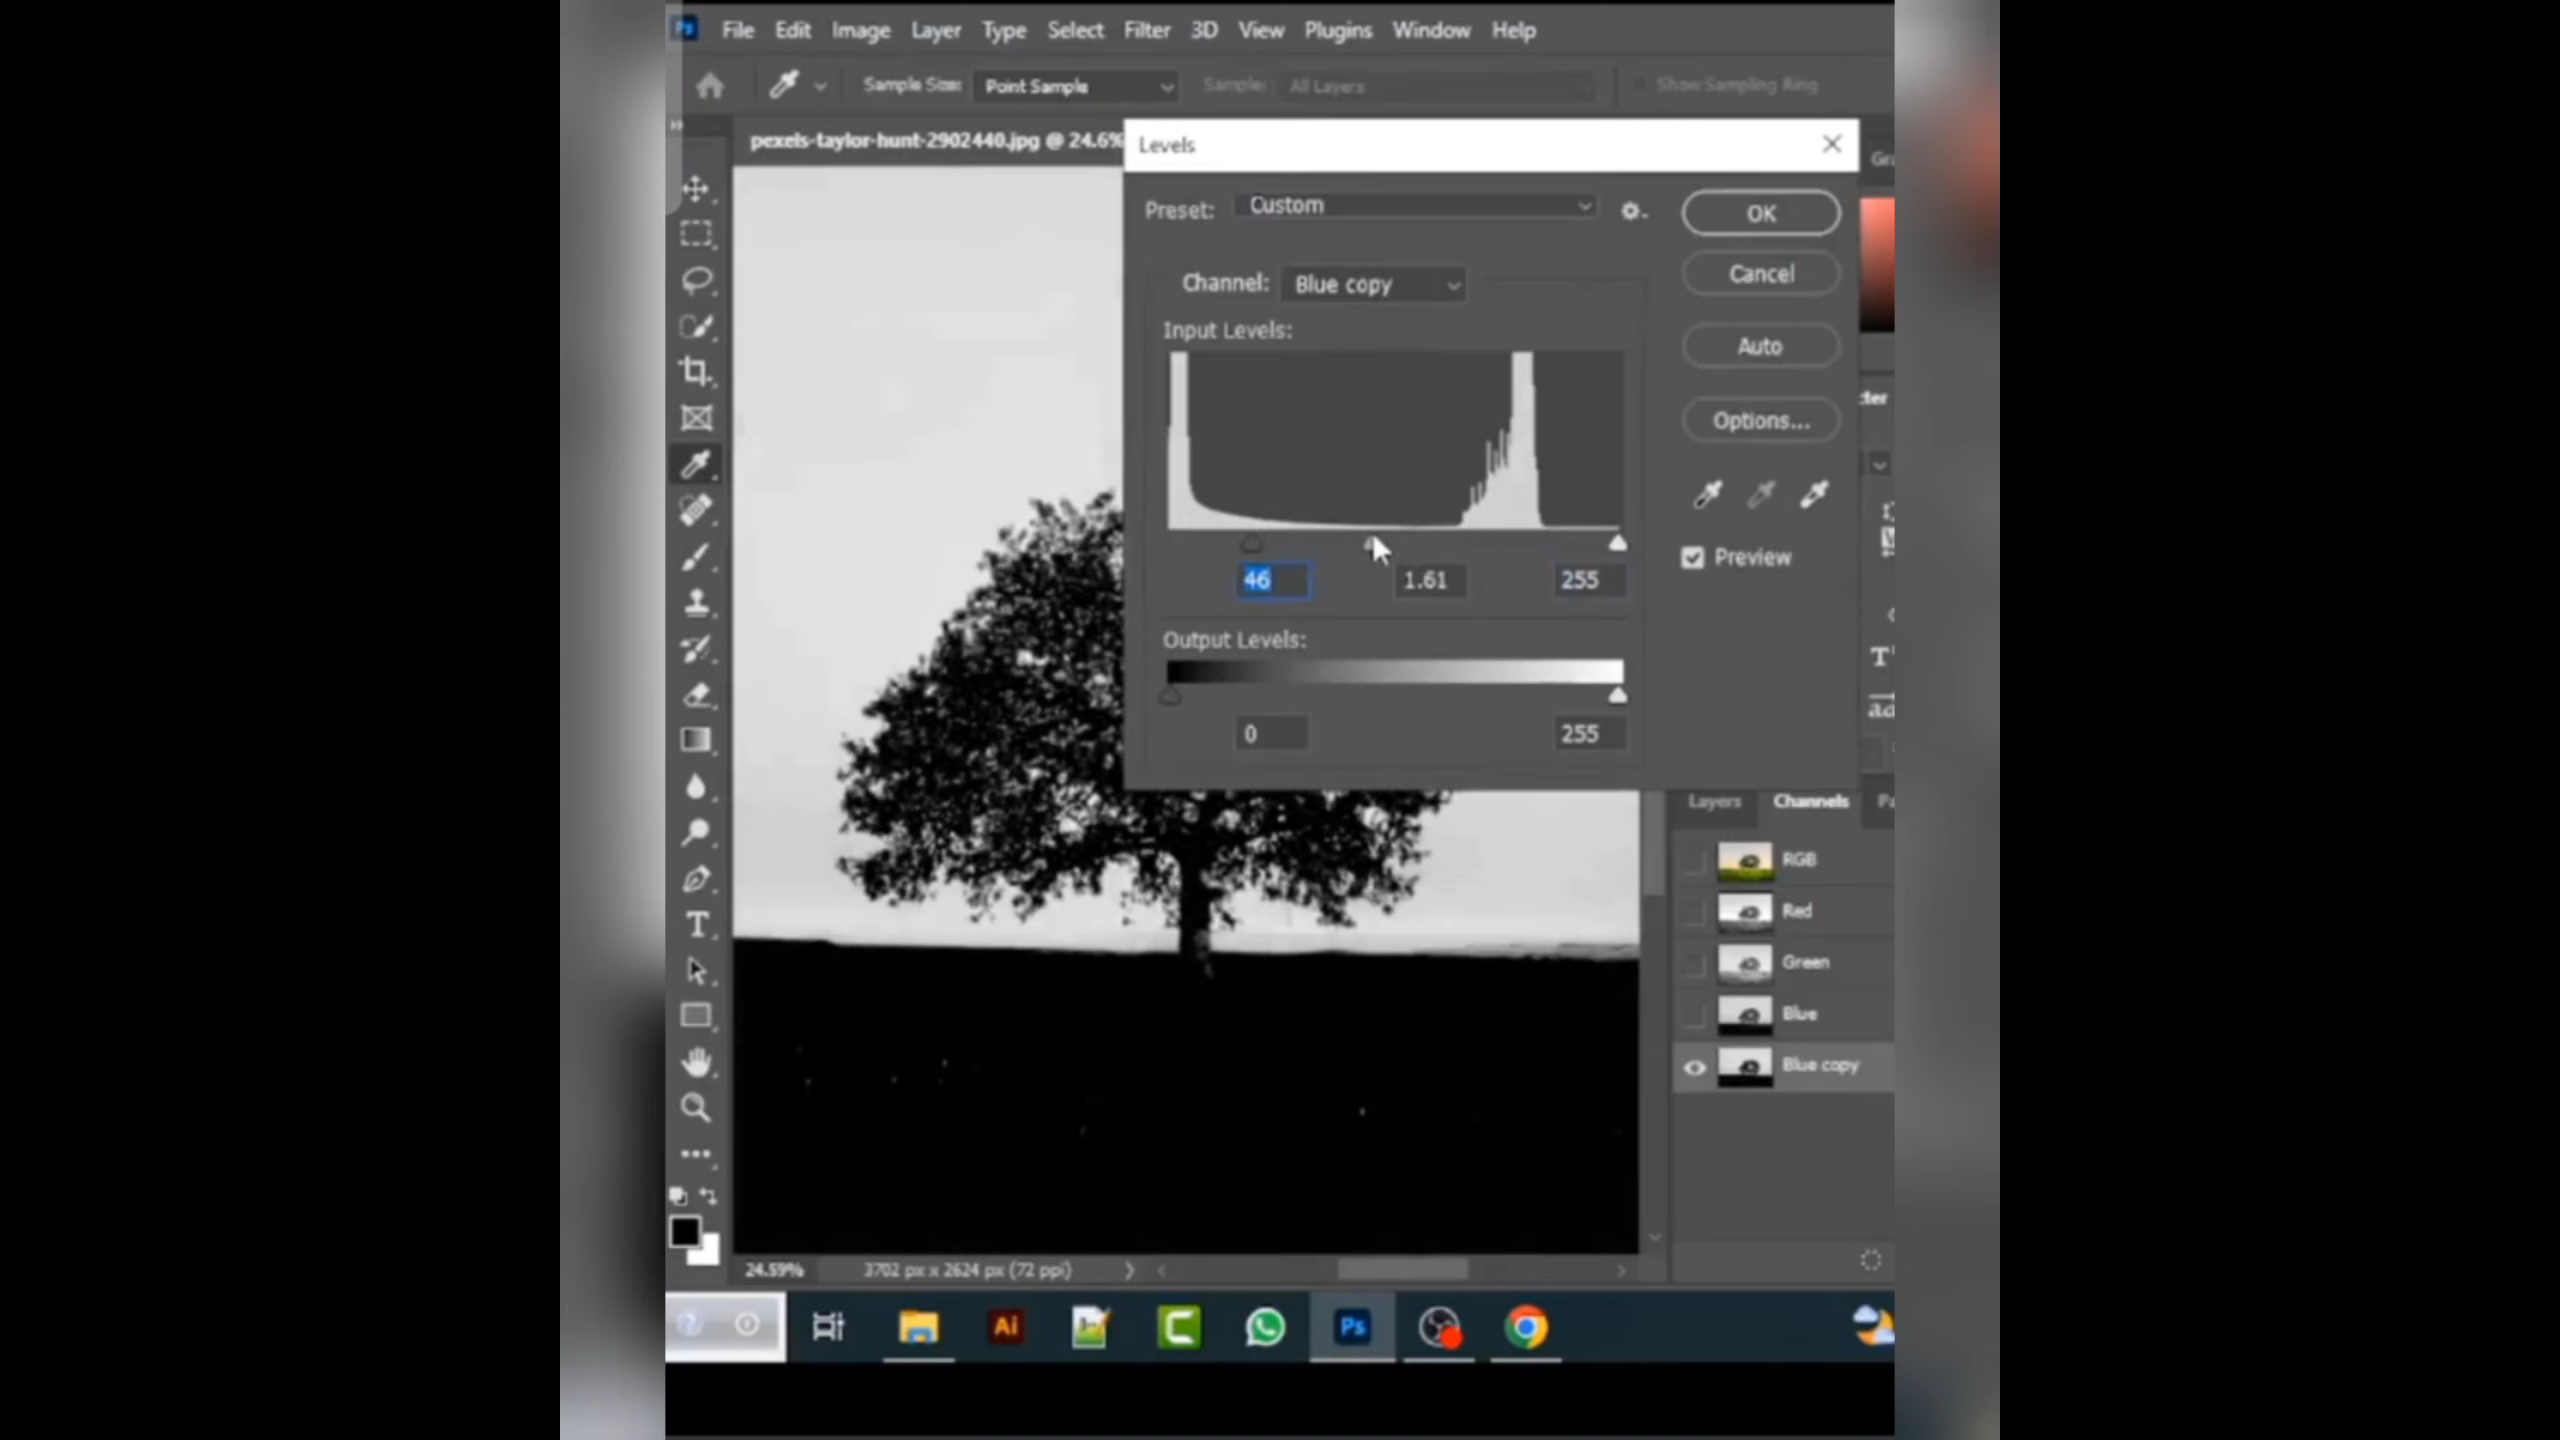 Ps File Edit Image Layer Type Select Filter 3D View Plugins Window Help
Sample Size: Point Sample Sample: All Layers Show Sampling Ring
pexels-taylor-hunt-2902440.jpg @ 24.6%
Levels
Preset: Custom
OK
Channel: Blue copy
Cancel
Input Levels:
Auto
Options...
46 1.61 255
Preview
Output Levels:
0 255
Layers Channels
RGB
Red
Green
Blue
Blue copy
24.59% 3702 px x 2624 px (72 ppi)
Ai Ps